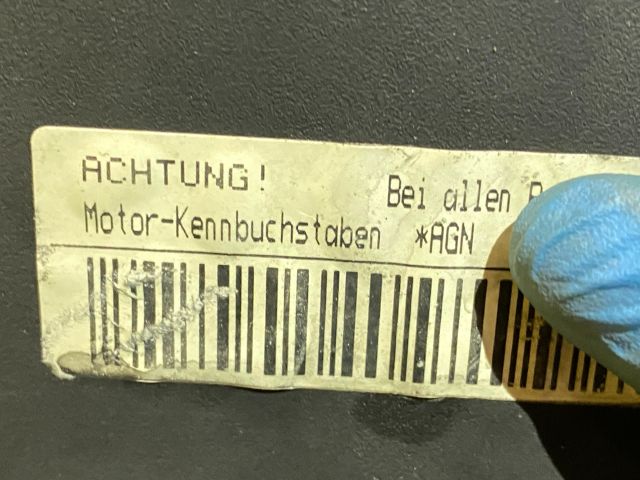 ACHTUNG! Bei allen
Motor-Kennbuchstaben *AGN